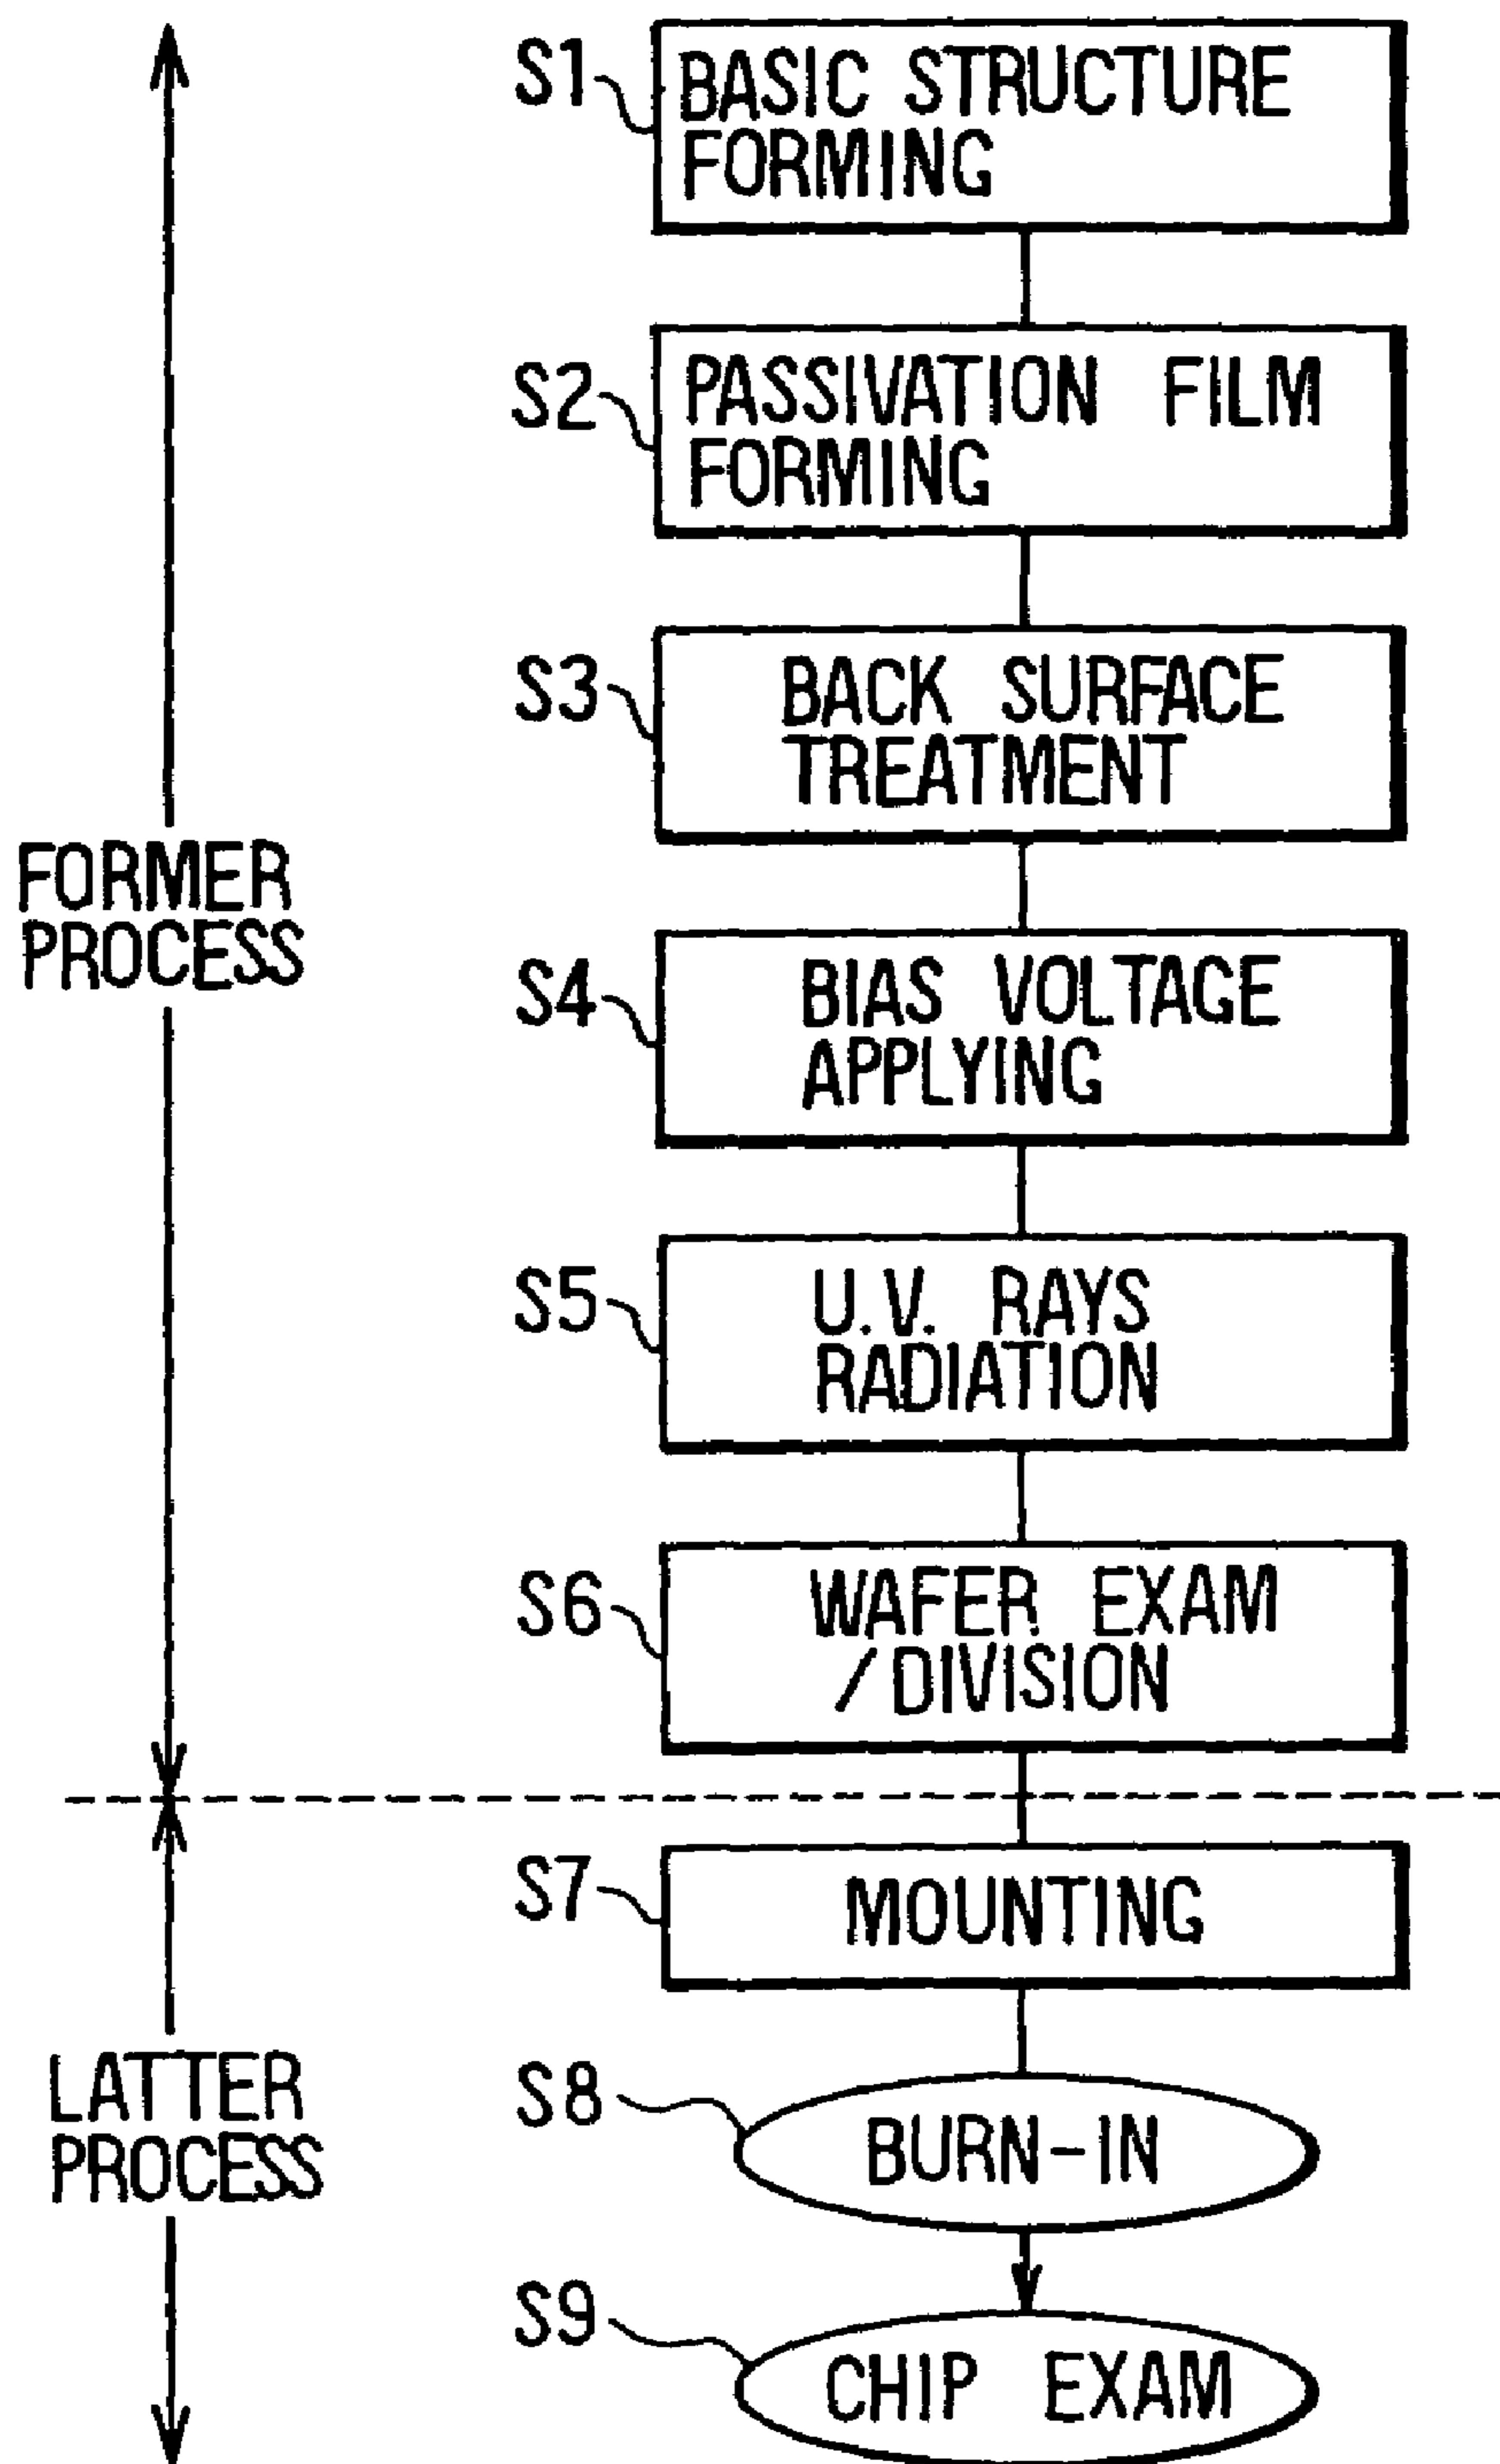 S1
BASIC STRUCTURE
FORMING
S2
PASSIVATION FILM
FORMING
S3
BACK SURFACE
TREATMENT
FORMER
PROCESS
S4
BIAS VOLTAGE
APPLYING
S5
U.V. RAYS
RADIATION
S6
WAFER EXAM
/DIVISION
S7
MOUNTING
LATTER
PROCESS
S8
BURN-IN
S9
CHIP EXAM